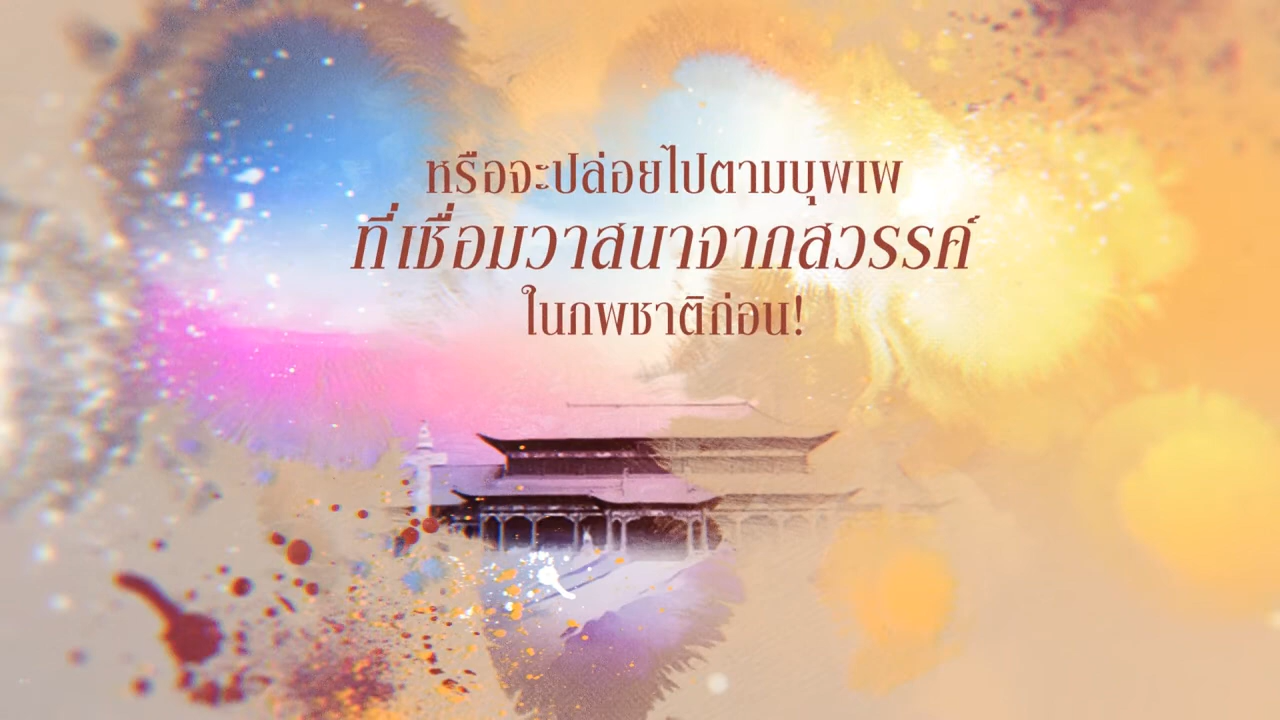 หรือจะปล่อยไปตามบุพเพ
ที่เชื่อมวาสนาจากสวรรค์
ในภพชาติก่อน!